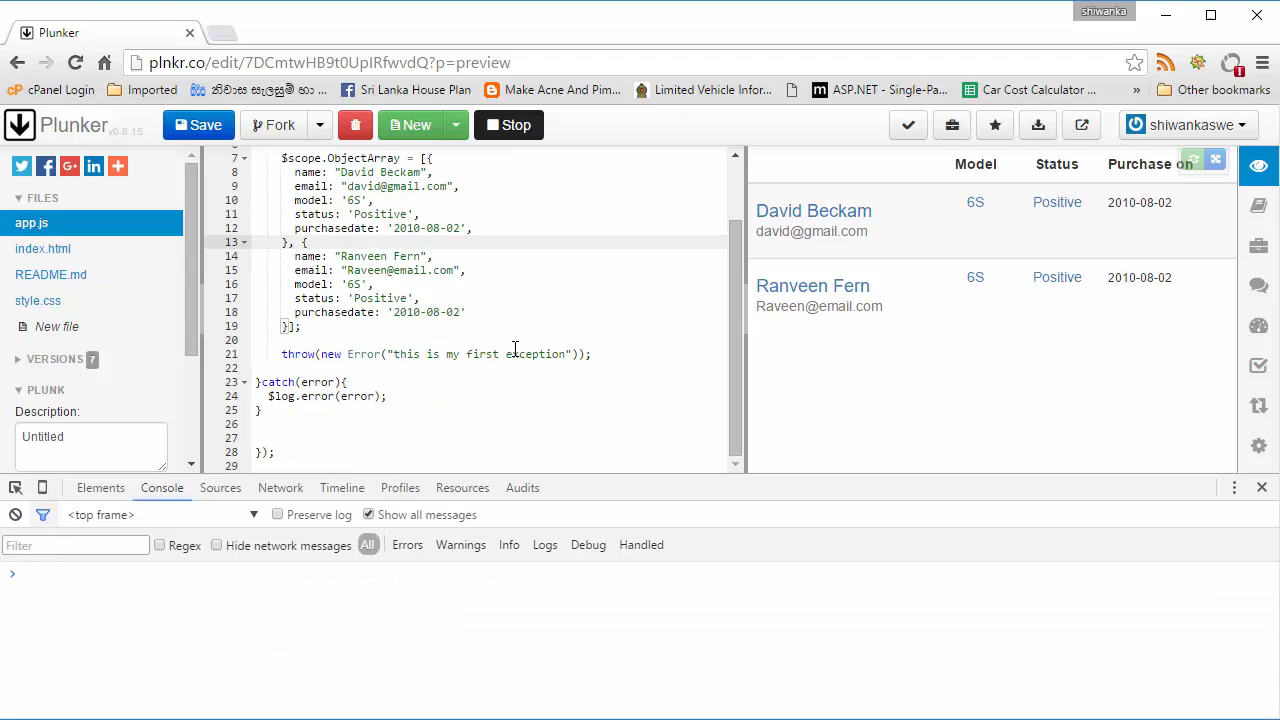 shiwanka
Plunker
plnkr.co/edit/7DCmtwHB9t0UpIRfwvdQ?p=preview
cP cPanel Login
Imported
නිවාස සැලසුම් හා ...
Sri Lanka House Plan
Make Acne And Pim...
Limited Vehicle Infor...
ASP.NET - Single-Pa...
Car Cost Calculator ...
»
Other bookmarks
Plunker v0.8.15
Save
Fork
New
Stop
shiwankaswe
FILES
app.js
index.html
README.md
style.css
New file
VERSIONS 7
PLUNK
Description:
Untitled
7 $scope.ObjectArray = [{
8 name: "David Beckam",
9 email: "david@gmail.com",
10 model: '6S',
11 status: 'Positive',
12 purchasedate: '2010-08-02',
13 }, {
14 name: "Ranveen Fern",
15 email: "Raveen@email.com",
16 model: '6S',
17 status: 'Positive',
18 purchasedate: '2010-08-02'
19 }];
20
21 throw(new Error("this is my first exception"));
22
23 }catch(error){
24 $log.error(error);
25 }
26
27
28 });
29
Model Status Purchase on
David Beckam 6S Positive 2010-08-02
david@gmail.com
Ranveen Fern 6S Positive 2010-08-02
Raveen@email.com
Elements Console Sources Network Timeline Profiles Resources Audits
<top frame> Preserve log Show all messages
Filter Regex Hide network messages All Errors Warnings Info Logs Debug Handled
>